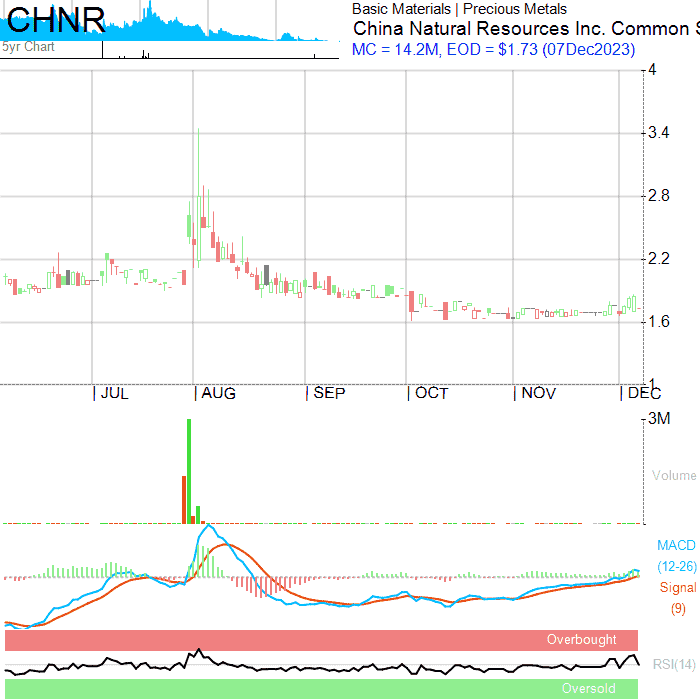 CHNR
5yr Chart
Basic Materials | Precious Metals
China Natural Resources Inc. Common S
MC = 14.2M, EOD = $1.73 (07Dec2023)
4
3.4
2.8
2.2
1.6
1
JUL
AUG
SEP
OCT
NOV
DEC
3M
Volume
MACD
(12-26)
Signal
(9)
Overbought
RSI(14)
Oversold